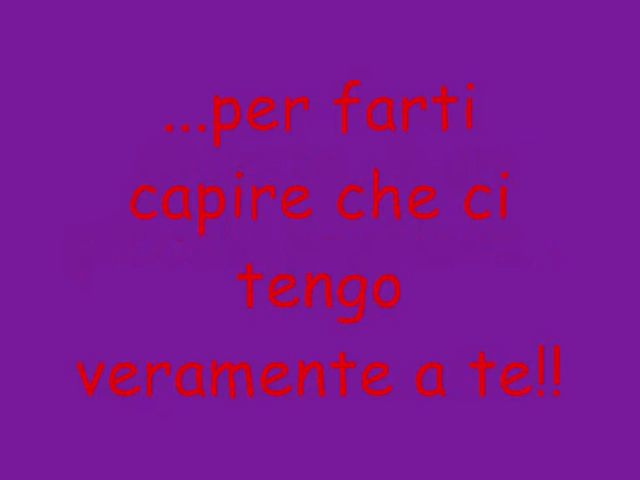 ...per farti
capire che ci
tengo
veramente a te!!